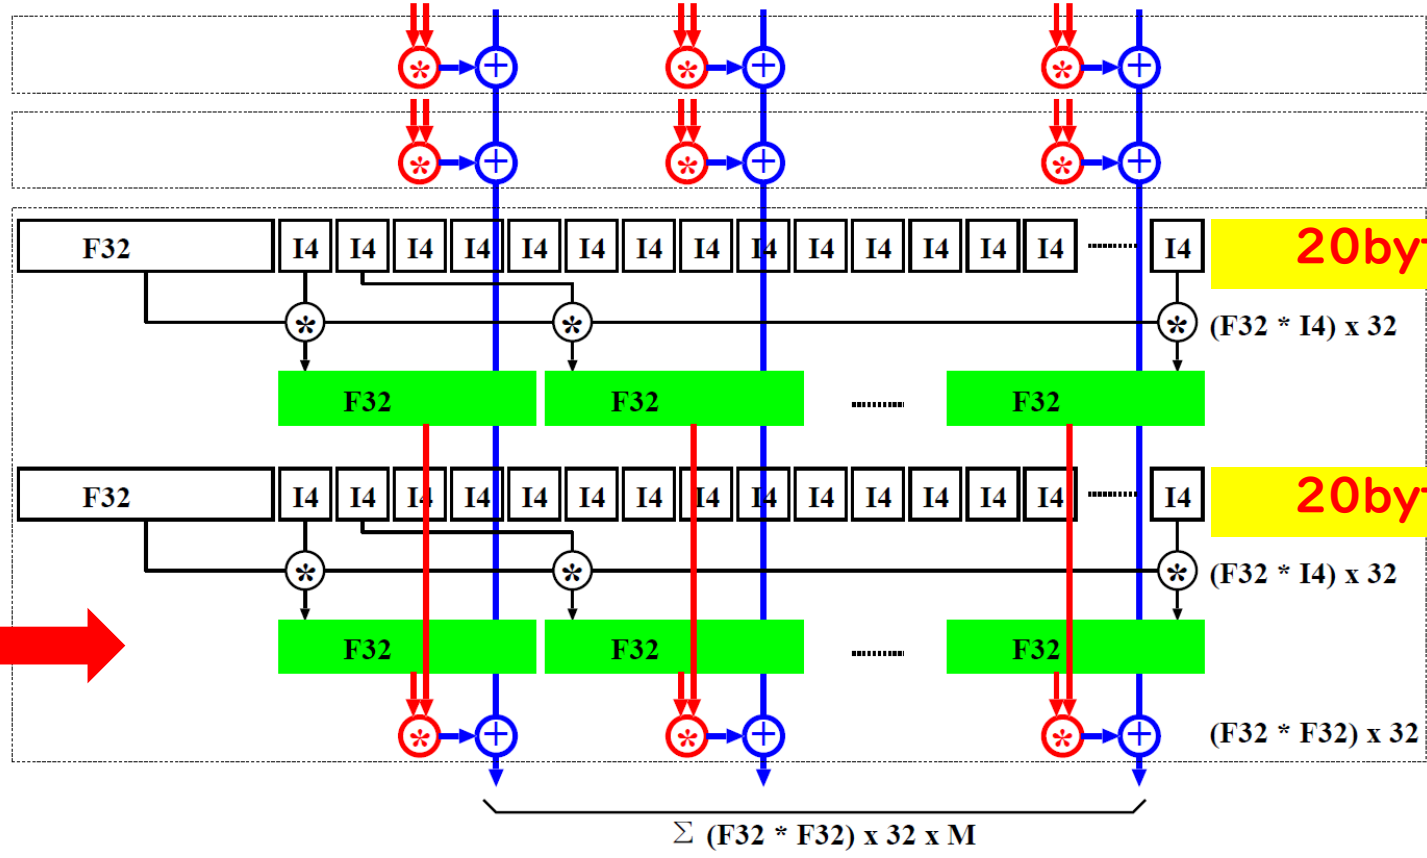 F32 I4 I4 I4 I4 I4 I4 I4 I4 I4 I4 I4 I4 I4 I4 I4 20byt
(F32 * I4) x 32
F32 F32 F32
F32 I4 I4 I4 I4 I4 I4 I4 I4 I4 I4 I4 I4 I4 I4 I4 20byt
(F32 * I4) x 32
F32 F32 F32
(F32 * F32) x 32
Σ (F32 * F32) x 32 x M